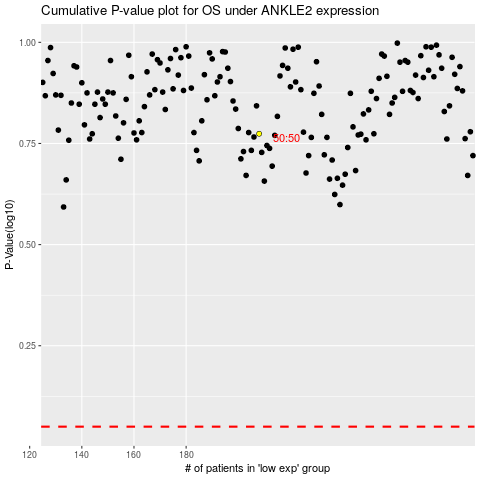 Cumulative P-value plot for OS under ANKLE2 expression
P-Value(log10)
1.00
0.75
0.50
0.25
50:50
120 140 160 180
# of patients in 'low exp' group